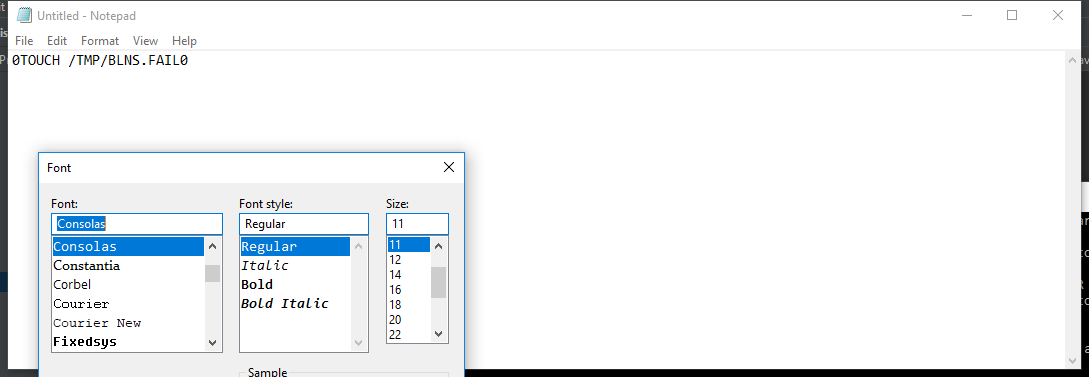 Untitled - Notepad
File Edit Format View Help
0TOUCH /TMP/BLNS.FAIL0
Font
Font: Font style: Size:
Consolas Regular 11
Consolas Regular 11
Constantia Italic 12
Corbel Bold 14
Courier Bold Italic 16
Courier New 18
Fixedsys 20
22
Sample